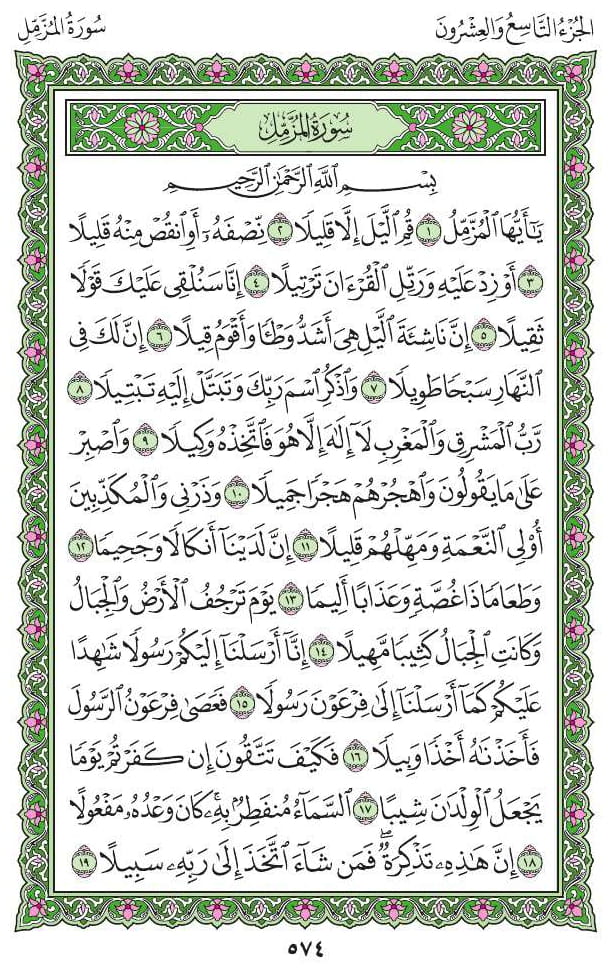 الجُزْءُ التَّاسِعُ وَالعِشْرُونَ
سُورَةُ المُزَّمِّلِ
سُورَةُ المُزَّمِّلِ
بِسْمِ ٱللَّهِ ٱلرَّحْمَٰنِ ٱلرَّحِيمِ
يَٰٓأَيُّهَا ٱلْمُزَّمِّلُ ١ قُمِ ٱلَّيْلَ إِلَّا قَلِيلًا ٢ نِّصْفَهُۥٓ أَوِ ٱنقُصْ مِنْهُ قَلِيلًا
٣ أَوْ زِدْ عَلَيْهِ وَرَتِّلِ ٱلْقُرْءَانَ تَرْتِيلًا ٤ إِنَّا سَنُلْقِى عَلَيْكَ قَوْلًا
ثَقِيلًا ٥ إِنَّ نَاشِئَةَ ٱلَّيْلِ هِىَ أَشَدُّ وَطْـًٔا وَأَقْوَمُ قِيلًا ٦ إِنَّ لَكَ فِى
ٱلنَّهَارِ سَبْحًا طَوِيلًا ٧ وَٱذْكُرِ ٱسْمَ رَبِّكَ وَتَبَتَّلْ إِلَيْهِ تَبْتِيلًا ٨
رَّبُّ ٱلْمَشْرِقِ وَٱلْمَغْرِبِ لَآ إِلَٰهَ إِلَّا هُوَ فَٱتَّخِذْهُ وَكِيلًا ٩ وَٱصْبِرْ
عَلَىٰ مَا يَقُولُونَ وَٱهْجُرْهُمْ هَجْرًا جَمِيلًا ١٠ وَذَرْنِى وَٱلْمُكَذِّبِينَ
أُو۟لِى ٱلنَّعْمَةِ وَمَهِّلْهُمْ قَلِيلًا ١١ إِنَّ لَدَيْنَآ أَنكَالًا وَجَحِيمًا ١٢
وَطَعَامًا ذَا غُصَّةٍ وَعَذَابًا أَلِيمًا ١٣ يَوْمَ تَرْجُفُ ٱلْأَرْضُ وَٱلْجِبَالُ
وَكَانَتِ ٱلْجِبَالُ كَثِيبًا مَّهِيلًا ١٤ إِنَّآ أَرْسَلْنَآ إِلَيْكُمْ رَسُولًا شَٰهِدًا
عَلَيْكُمْ كَمَآ أَرْسَلْنَآ إِلَىٰ فِرْعَوْنَ رَسُولًا ١٥ فَعَصَىٰ فِرْعَوْنُ ٱلرَّسُولَ
فَأَخَذْنَٰهُ أَخْذًا وَبِيلًا ١٦ فَكَيْفَ تَتَّقُونَ إِن كَفَرْتُمْ يَوْمًا
يَجْعَلُ ٱلْوِلْدَٰنَ شِيبًا ١٧ ٱلسَّمَآءُ مُنفَطِرٌۢ بِهِۦ كَانَ وَعْدُهُۥ مَفْعُولًا
١٨ إِنَّ هَٰذِهِۦ تَذْكِرَةٌ ۖ فَمَن شَآءَ ٱتَّخَذَ إِلَىٰ رَبِّهِۦ سَبِيلًا ١٩
٥٧٤